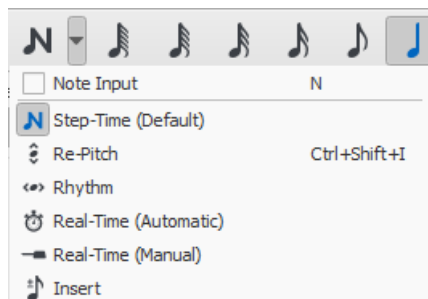 Note Input N
Step-Time (Default)
Re-Pitch Ctrl+Shift+I
Rhythm
Real-Time (Automatic)
Real-Time (Manual)
Insert